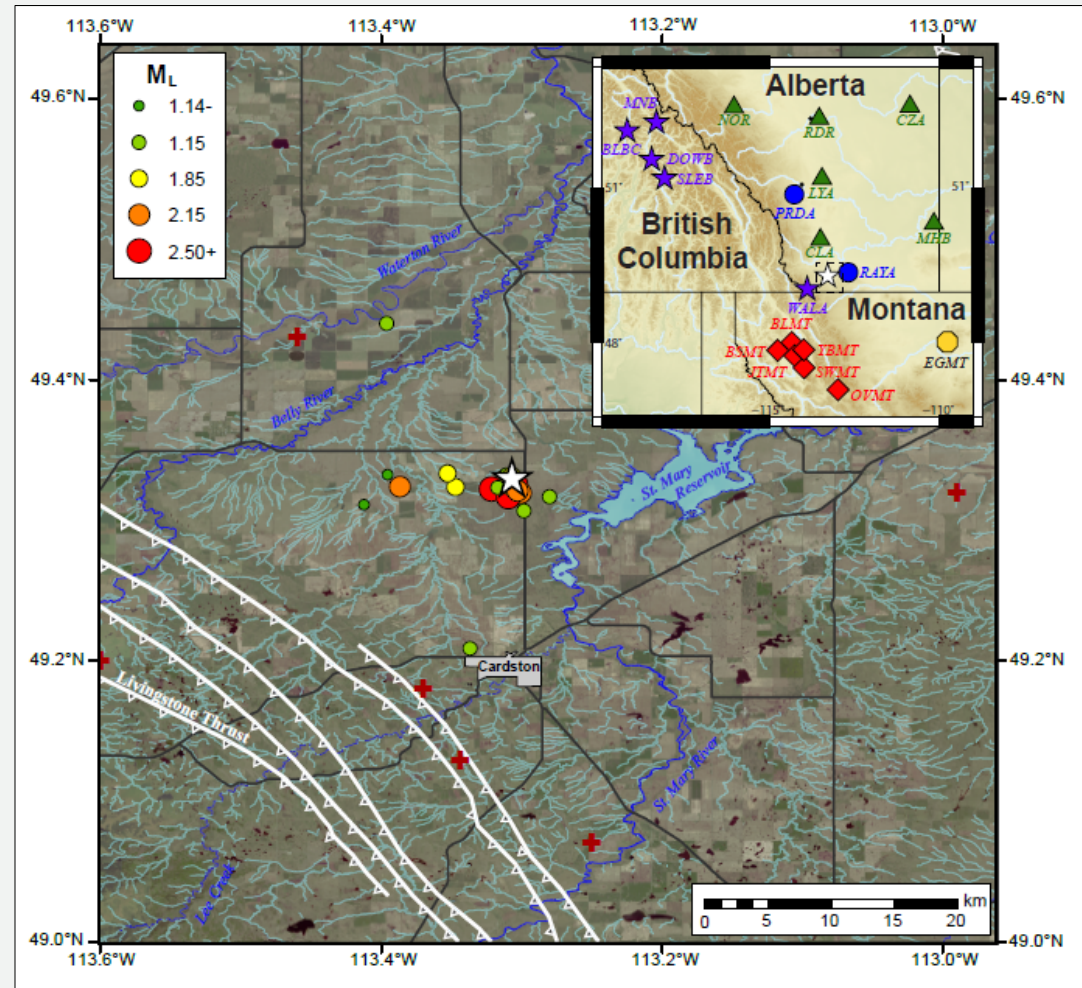 113.6°W
113.4°W
113.2°W
113.0°W
49.6°N
49.4°N
49.2°N
49.0°N
49.6°N
49.4°N
49.2°N
49.0°N
113.6°W
113.4°W
113.2°W
113.0°W
ML
1.14-
1.15
1.85
2.15
2.50+
Alberta
British
Columbia
Montana
MNB
BLBC
DOWB
SLEB
NOR
RDR
CZA
LYA
PRDA
CLA
MHB
RAYA
WALA
BLMT
BSMT
YBMT
JTMT
SWMT
OVMT
EGMT
51°
51°
48°
−115°
−110°
Waterton River
Belly River
St. Mary
Reservoir
Cardston
Livingstone Thrust
St. Mary River
Lee Creek
km
0
5
10
15
20